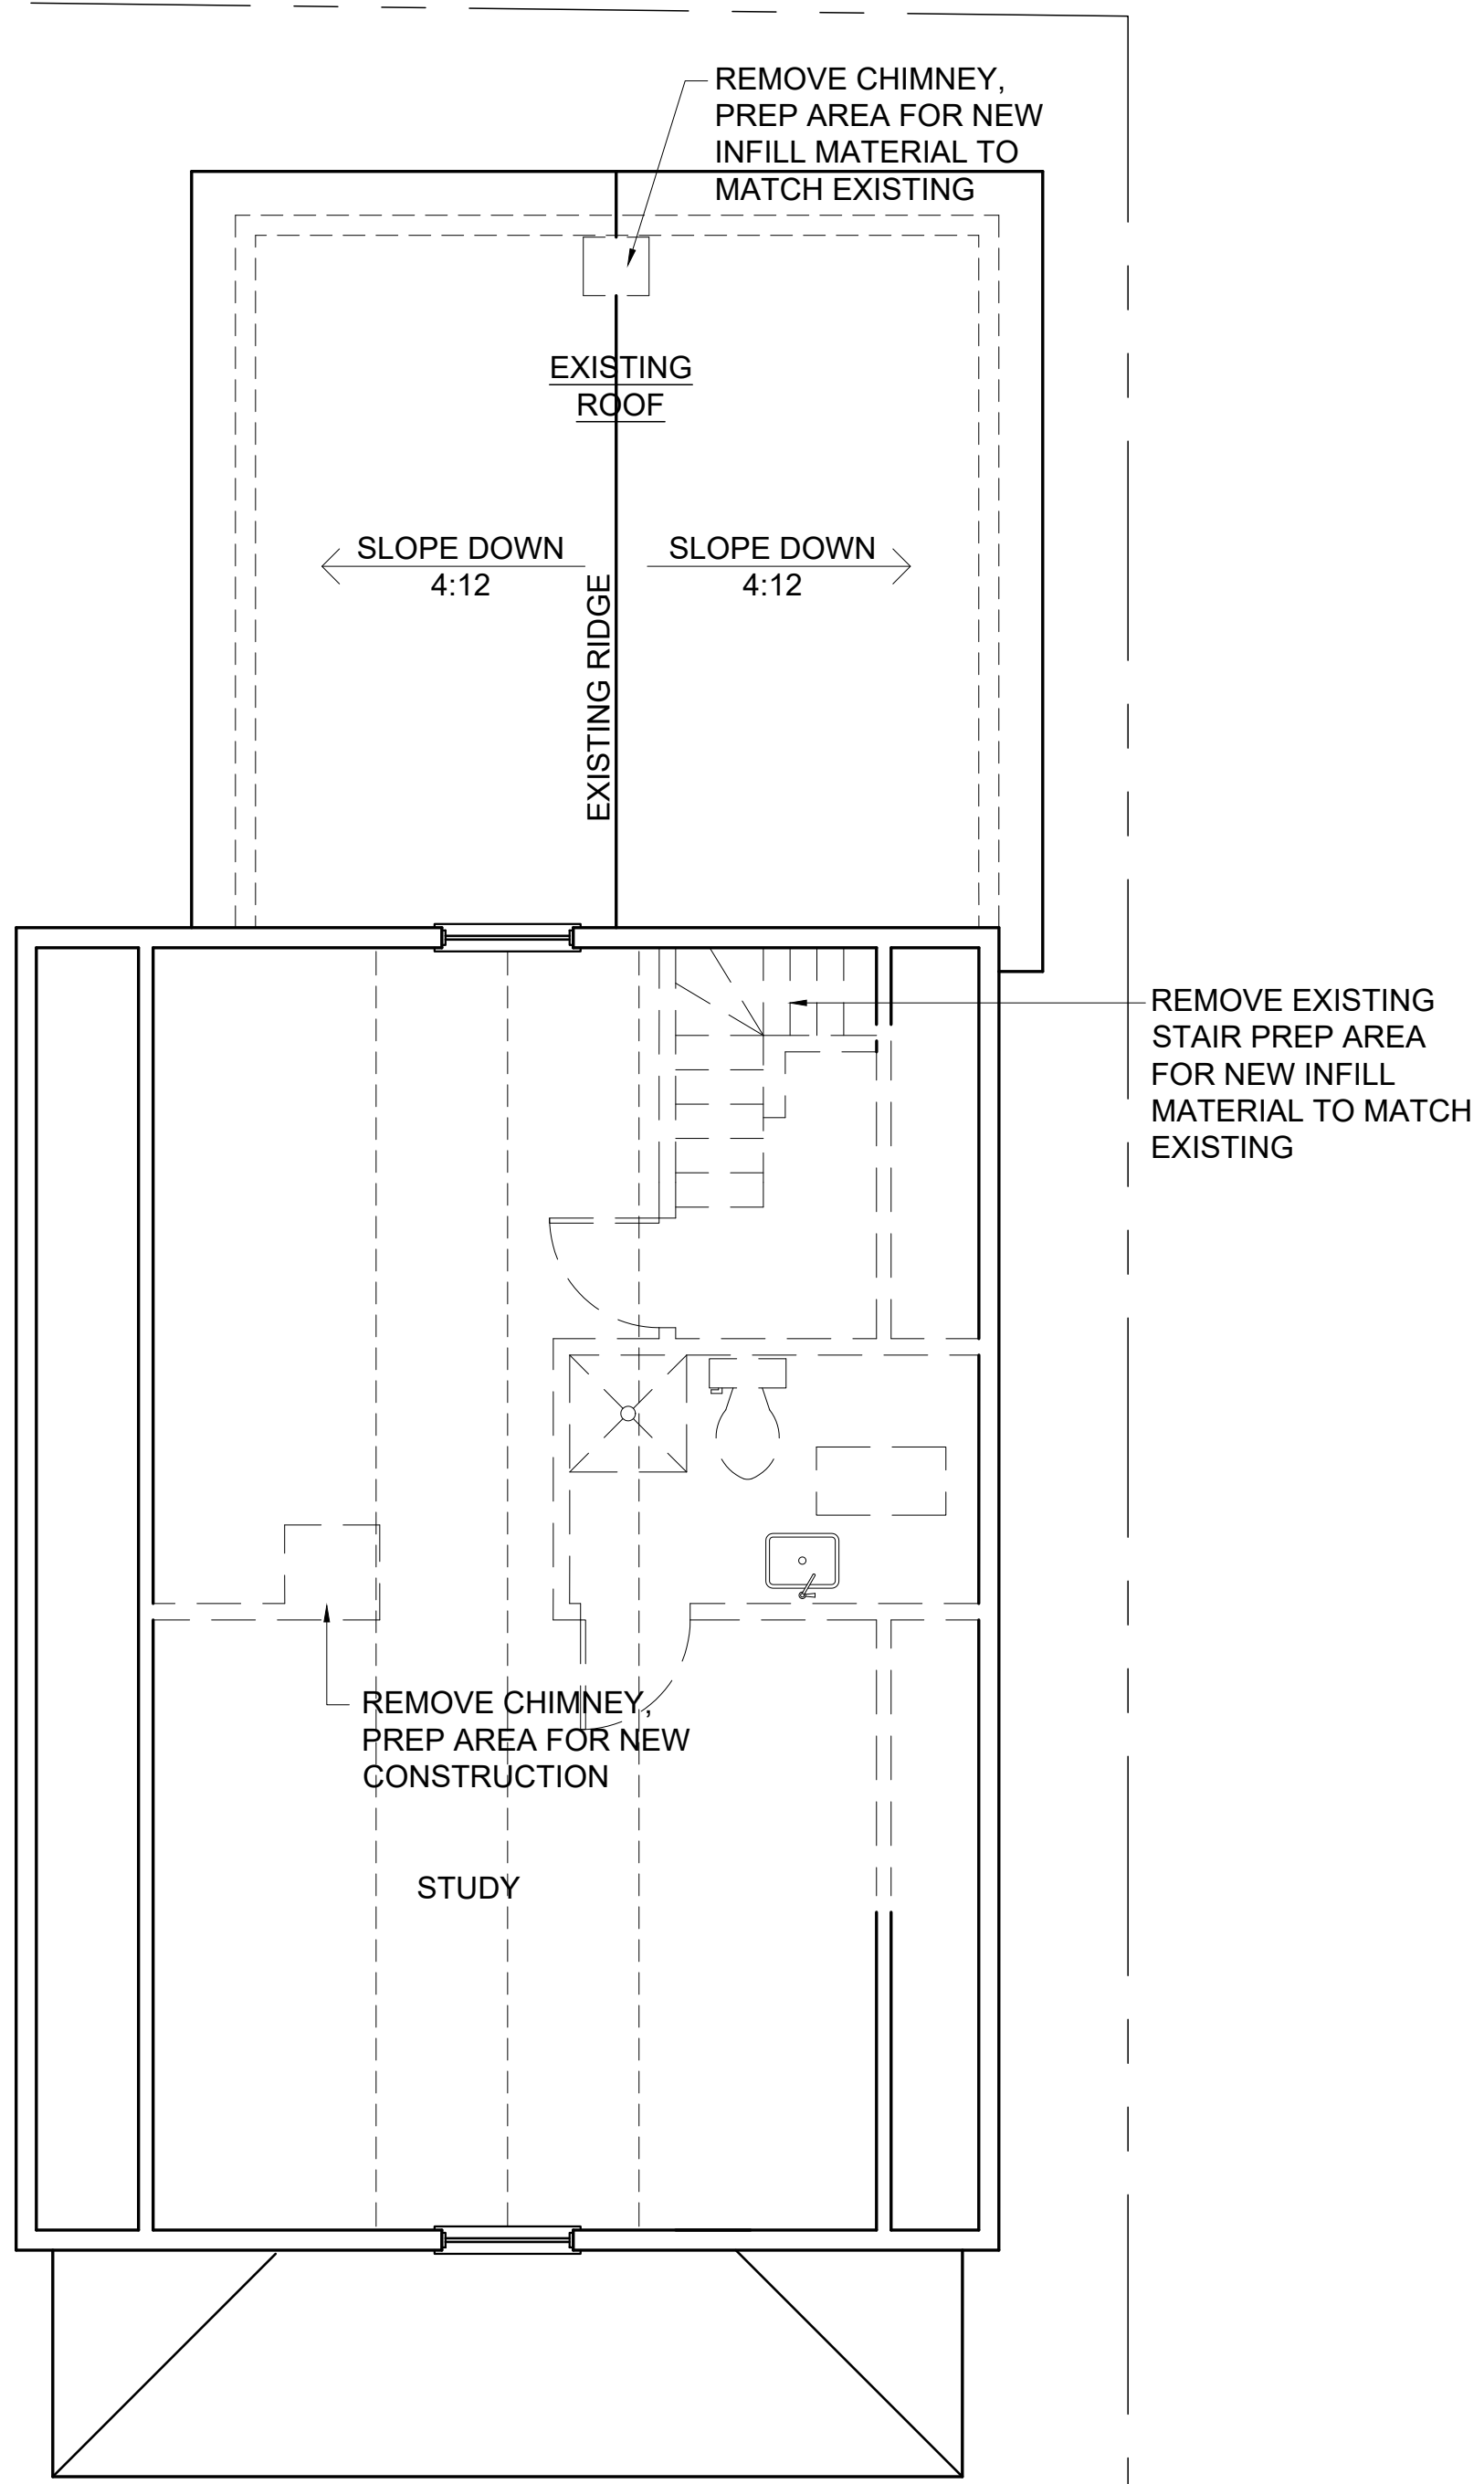 REMOVE CHIMNEY,
PREP AREA FOR NEW
INFILL MATERIAL TO
MATCH EXISTING
EXISTING
ROOF
SLOPE DOWN
4:12
SLOPE DOWN
4:12
EXISTING RIDGE
REMOVE EXISTING
STAIR PREP AREA
FOR NEW INFILL
MATERIAL TO MATCH
EXISTING
REMOVE CHIMNEY,
PREP AREA FOR NEW
CONSTRUCTION
STUDY